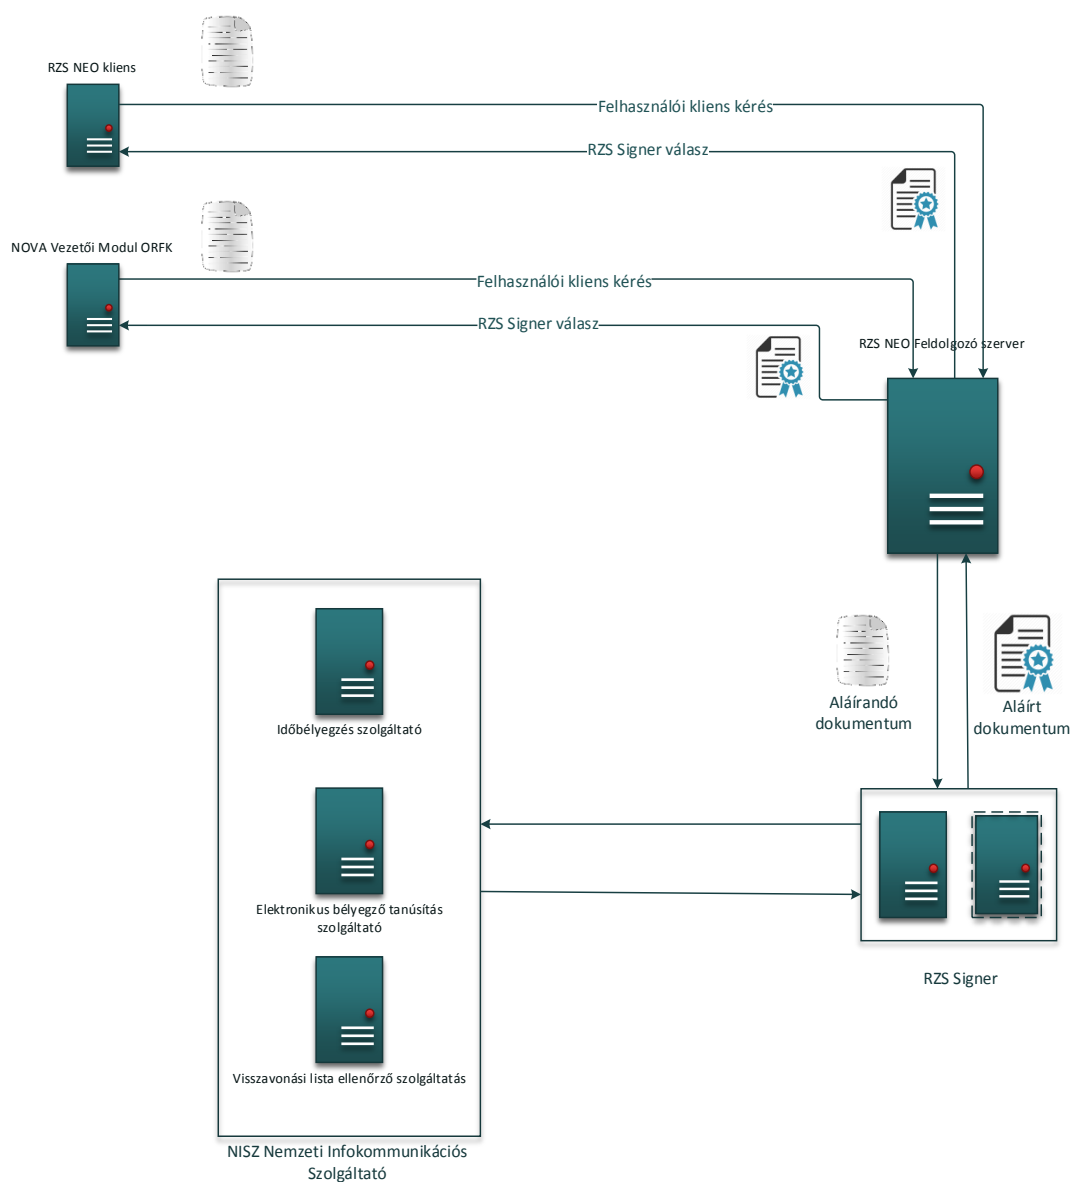 RZS NEO kliens
Felhasználói kliens kérés
RZS Signer válasz
NOVA Vezetői Modul ORFK
Felhasználói kliens kérés
RZS Signer válasz
RZS NEO Feldolgozó szerver
Aláírandó
dokumentum
Aláírt
dokumentum
Időbélyegzés szolgáltató
Elektronikus bélyegző tanúsítás
szolgáltató
RZS Signer
Visszavonási lista ellenőrző szolgáltatás
NISZ Nemzeti Infokommunikációs
Szolgáltató